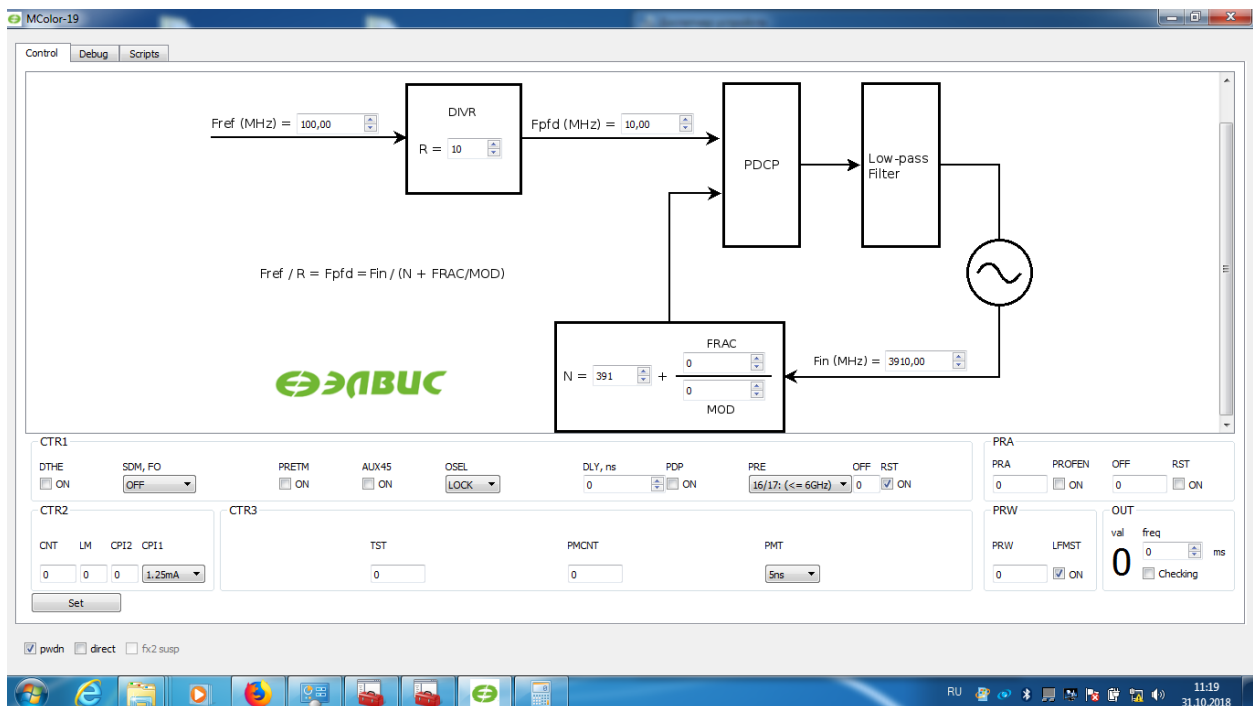 MColor-19
Control Debug Scripts
DIVR
Fref (MHz) = 100,00
R = 10
Fpfd (MHz) = 10,00
PDCP
Low-pass
Filter
Fref / R = Fpfd = Fin / (N + FRAC/MOD)
ЭЛВИС
FRAC
0
N = 391 +
0
MOD
Fin (MHz) = 3910,00
CTR1
DTHE SDM, FO PRETM AUX45 OSEL DLY, ns PDP PRE OFF RST
ON OFF ON ON LOCK 0 ON 16/17: (<= 6GHz) 0 ON
PRA
PRA PROFEN OFF RST
0 ON 0 ON
CTR2
CNT LM CPI2 CPI1
0 0 0 1.25mA
CTR3
TST PMCNT PMT
0 0 5ns
PRW
PRW LFMST
0 ON
OUT
val freq
0 0 ms
Checking
Set
pwdn direct fx2 susp
RU
11:19
31.10.2018